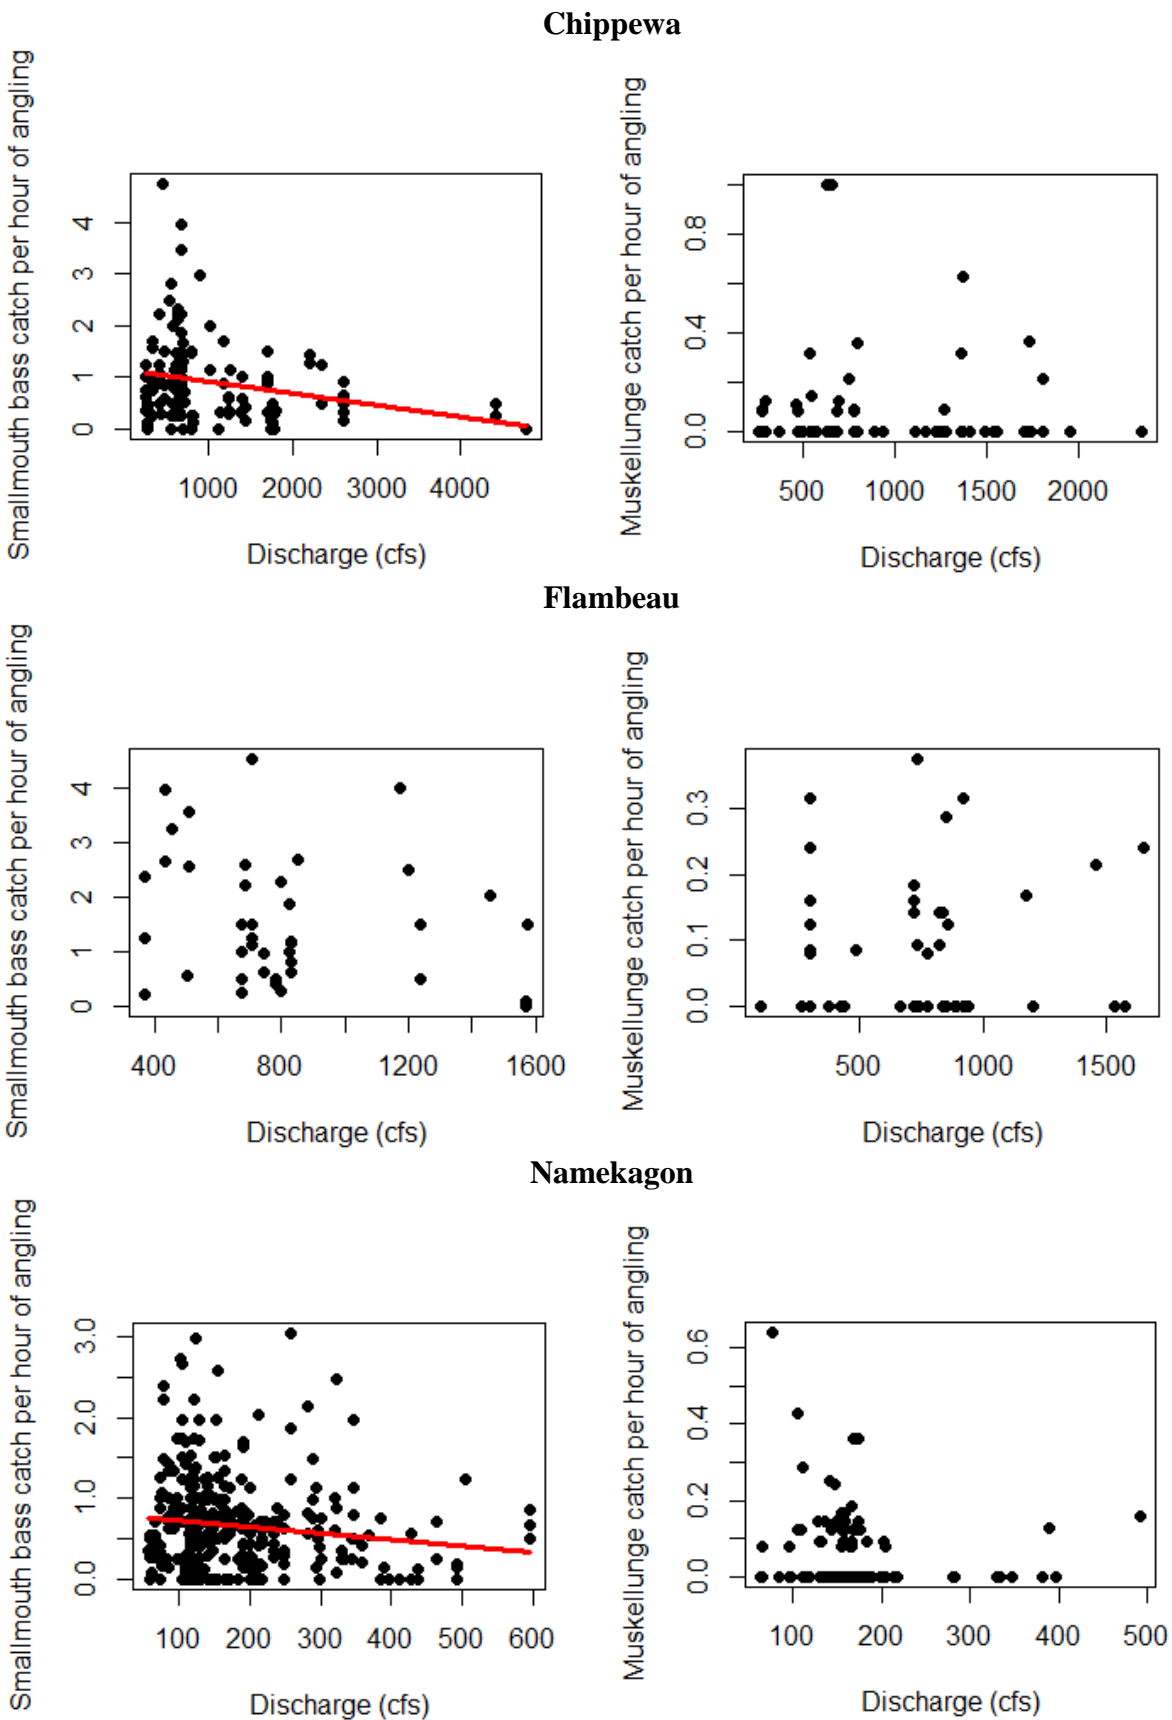 Chippewa
Smallmouth bass catch per hour of angling
0 1 2 3 4
1000 2000 3000 4000
Discharge (cfs)
Muskellunge catch per hour of angling
0.0 0.4 0.8
500 1000 1500 2000
Discharge (cfs)
Flambeau
Smallmouth bass catch per hour of angling
0 1 2 3 4
400 800 1200 1600
Discharge (cfs)
Muskellunge catch per hour of angling
0.0 0.1 0.2 0.3
500 1000 1500
Discharge (cfs)
Namekagon
Smallmouth bass catch per hour of angling
0.0 1.0 2.0 3.0
100 200 300 400 500 600
Discharge (cfs)
Muskellunge catch per hour of angling
0.0 0.2 0.4 0.6
100 200 300 400 500
Discharge (cfs)